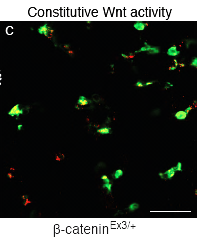 Constitutive Wnt activity
C
β-catenin^Ex3/+